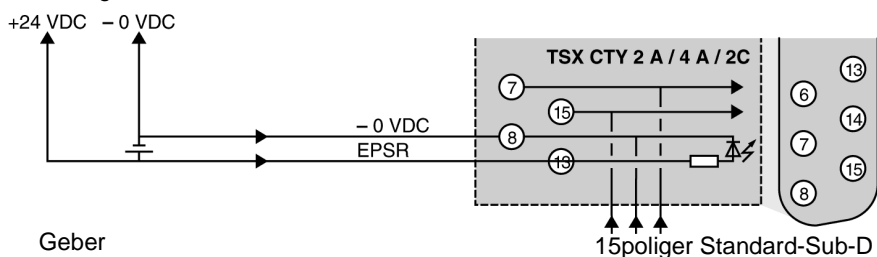 +24 VDC – 0 VDC
TSX CTY 2 A / 4 A / 2C
7
15
– 0 VDC
8
EPSR
13
13
6
14
7
15
8
Geber
15poliger Standard-Sub-D